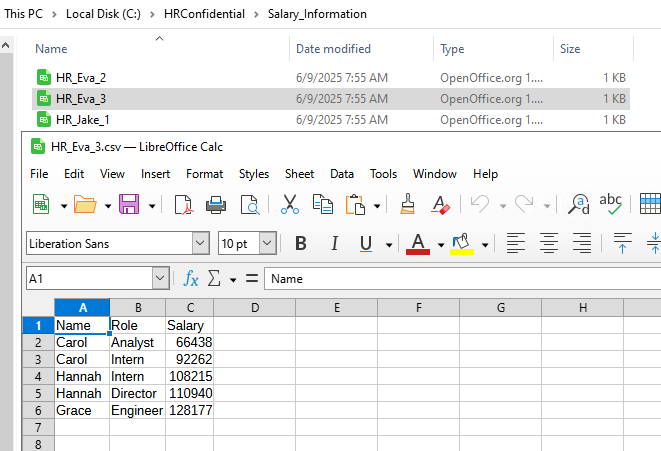 This PC > Local Disk (C:) > HRConfidential > Salary_Information
Name Date modified Type Size
HR_Eva_2 6/9/2025 7:55 AM OpenOffice.org 1.... 1 KB
HR_Eva_3 6/9/2025 7:55 AM OpenOffice.org 1.... 1 KB
HR_Jake_1 6/9/2025 7:55 AM OpenOffice.org 1.... 1 KB
HR_Eva_3.csv — LibreOffice Calc
File Edit View Insert Format Styles Sheet Data Tools Window Help
abc
Liberation Sans 10 pt B I U A
A1 fx Σ = Name
A B C D E F G H
1 Name Role Salary
2 Carol Analyst 66438
3 Carol Intern 92262
4 Hannah Intern 108215
5 Hannah Director 110940
6 Grace Engineer 128177
7
8